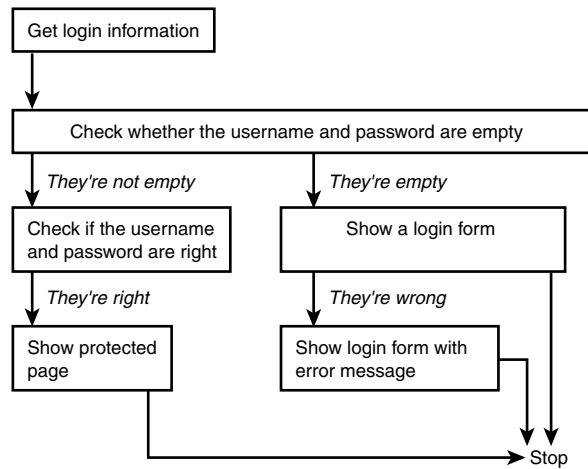 Get login information
Check whether the username and password are empty
They're not empty
They're empty
Check if the username
and password are right
Show a login form
They're right
They're wrong
Show protected
page
Show login form with
error message
Stop